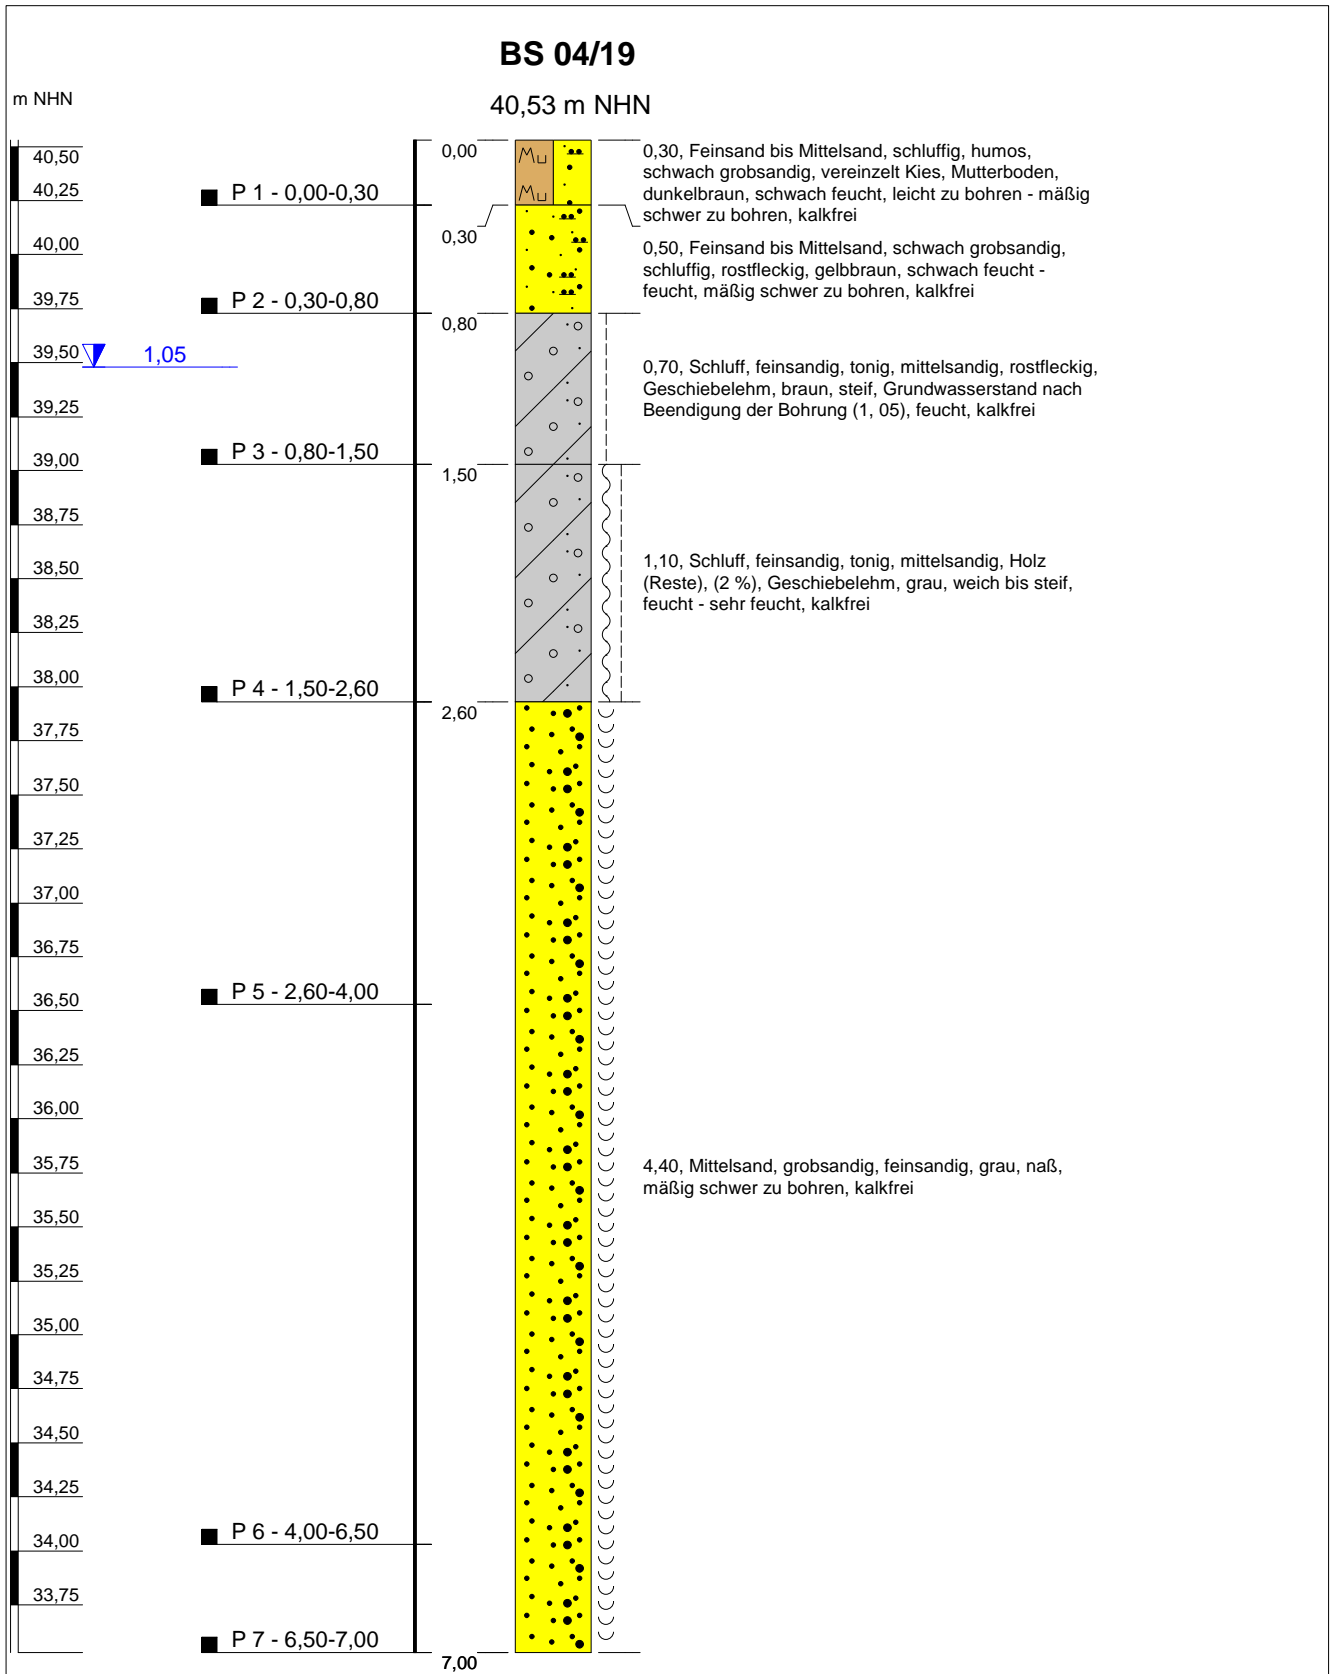 BS 04/19
m NHN
40,53 m NHN
40,50
40,25
40,00
39,75
39,50
39,25
39,00
38,75
38,50
38,25
38,00
37,75
37,50
37,25
37,00
36,75
36,50
36,25
36,00
35,75
35,50
35,25
35,00
34,75
34,50
34,25
34,00
33,75
1,05
P 1 - 0,00-0,30
P 2 - 0,30-0,80
P 3 - 0,80-1,50
P 4 - 1,50-2,60
P 5 - 2,60-4,00
P 6 - 4,00-6,50
P 7 - 6,50-7,00
0,00
0,30
0,80
1,50
2,60
7,00
Mu
Mu
0,30, Feinsand bis Mittelsand, schluffig, humos,
schwach grobsandig, vereinzelt Kies, Mutterboden,
dunkelbraun, schwach feucht, leicht zu bohren - mäßig
schwer zu bohren, kalkfrei
0,50, Feinsand bis Mittelsand, schwach grobsandig,
schluffig, rostfleckig, gelbbraun, schwach feucht -
feucht, mäßig schwer zu bohren, kalkfrei
0,70, Schluff, feinsandig, tonig, mittelsandig, rostfleckig,
Geschiebelehm, braun, steif, Grundwasserstand nach
Beendigung der Bohrung (1, 05), feucht, kalkfrei
1,10, Schluff, feinsandig, tonig, mittelsandig, Holz
(Reste), (2 %), Geschiebelehm, grau, weich bis steif,
feucht - sehr feucht, kalkfrei
4,40, Mittelsand, grobsandig, feinsandig, grau, naß,
mäßig schwer zu bohren, kalkfrei